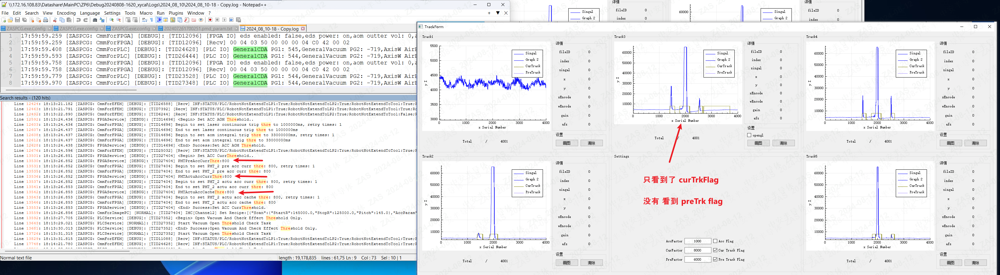 \\172.16.108.83\Datashare\MainPC\ZP6\Debug20240808-1620_xycal\Logs\2024_08_10\2024_08_10-18 - Copy.log - Notepad++
File Edit Search View Encoding Language Settings Tools Macro Run Plugins Window ?
ZASPCG.exe.Config ZASPCG.exe.config ZASPCG.exe.config 202407261700251.pmd_param.txt 2024_08_10-18 - Copy.log
1 17:59:59.259 [ZASPCG: CmmForFPGA] [DEBUG]: [TID12096] [FPGA IO] eds enabled: false,eds power: on,aom outter vol: 0,a
2 17:59:59.259 [ZASPCG: CmmForFPGA] [DEBUG]: [TID12096] [Recv] 00 04 03 50 00 00 00 04 C0 42 00 02
3 17:59:59.408 [ZASPCG: CmmForPLC] [DEBUG]: [TID24628] [PLC IO] GeneralCDA PG1: 545,GeneralVacuum PG2: -719,AxisW Air
4 17:59:59.593 [ZASPCG: CmmForPLC] [DEBUG]: [TID26444] [PLC IO] GeneralCDA PG1: 544,GeneralVacuum PG2: -719,AxisW Air
5 17:59:59.758 [ZASPCG: CmmForFPGA] [DEBUG]: [TID12096] [FPGA IO] eds enabled: false,eds power: on,aom outter vol: 0,a
6 17:59:59.758 [ZASPCG: CmmForFPGA] [DEBUG]: [TID12096] [Recv] 00 04 03 50 00 00 00 04 C0 42 00 02
7 17:59:59.779 [ZASPCG: CmmForPLC] [DEBUG]: [TID23528] [PLC IO] GeneralCDA PG1: 544,GeneralVacuum PG2: -719,AxisW Air
8 17:59:59.970 [ZASPCG: CmmForPLC] [DEBUG]: [TID27348] [PLC IO] GeneralCDA PG1: 544,GeneralVacuum PG2: -719,AxisW Air
Search results - (120 hits)
Line 12424: 18:13:21.182 [ZASPCG: CmmForEFEM] [DEBUG]: [TID26588] [Recv] INF:STATUS/PLC/RobotNotExtendToLP1:True;RobotNotExtendToLP2:True;RobotNotExtendToTool:True;
Line 12463: 18:13:21.791 [ZASPCG: CmmForEFEM] [DEBUG]: [TID7392] [Recv] INF:STATUS/PLC/RobotNotExtendToLP1:True;RobotNotExtendToLP2:True;RobotNotExtendToTool:True;
Line 12492: 18:13:22.890 [ZASPCG: CmmForEFEM] [DEBUG]: [TID6244] [Recv] INF:STATUS/PLC/RobotNotExtendToLP1:True;RobotNotExtendToLP2:True;RobotNotExtendToTool:False;
Line 12592: 18:13:24.436 [ZASPCG: FPGAService] [DEBUG]: [TID14696] <Begin> Set ACC AOM Threshold..
Line 12603: 18:13:24.436 [ZASPCG: CmmForFPGA] [DEBUG]: [TID14696] Begin to set laser continuous trig thre to 1000000ms, retry times: 1
Line 12607: 18:13:24.437 [ZASPCG: CmmForFPGA] [DEBUG]: [TID14696] End to set laser continuous trig thre to 1000000ms
Line 12608: 18:13:24.437 [ZASPCG: CmmForFPGA] [DEBUG]: [TID14696] Begin to set aom integral trig thre to 33000000ms, retry times: 1
Line 12612: 18:13:24.437 [ZASPCG: CmmForFPGA] [DEBUG]: [TID14696] End to set aom integral trig thre to 33000000ms
Line 12628: 18:13:24.438 [ZASPCG: FPGAService] [DEBUG]: [TID14696] <End> Success:Set ACC AOM Threshold.
Line 12676: 18:13:24.596 [ZASPCG: CmmForEFEM] [DEBUG]: [TID25032] [Recv] INF:STATUS/PLC/RobotNotExtendToLP1:True;RobotNotExtendToLP2:True;RobotNotExtendToTool:True;
Line 13501: 18:13:26.851 [ZASPCG: FPGAService] [DEBUG]: [TID27404] <Begin> Set ACC CurrThreshold..
Line 13530: 18:13:26.852 [ZASPCG: FPGAService] [DEBUG]: [TID27404] PMTPreAccCurrThre:800
Line 13531: 18:13:26.852 [ZASPCG: CmmForFPGA] [DEBUG]: [TID27404] Begin to set PMT_2 pre acc curr thre: 800, retry times: 1
Line 13535: 18:13:26.852 [ZASPCG: CmmForFPGA] [DEBUG]: [TID27404] End to set PMT_2 pre acc curr thre: 800
Line 13536: 18:13:26.852 [ZASPCG: FPGAService] [DEBUG]: [TID27404] PMTActuAccCurrThre:800
Line 13537: 18:13:26.852 [ZASPCG: CmmForFPGA] [DEBUG]: [TID27404] Begin to set PMT_2 actu acc curr thre: 800, retry times: 1
Line 13541: 18:13:26.853 [ZASPCG: CmmForFPGA] [DEBUG]: [TID27404] End to set PMT_2 actu acc curr thre: 800
Line 13542: 18:13:26.853 [ZASPCG: FPGAService] [DEBUG]: [TID27404] PMTActuAccCacheThre:800
Line 13543: 18:13:26.853 [ZASPCG: CmmForFPGA] [DEBUG]: [TID27404] Begin to set PMT_2 actu acc cache thre: 800, retry times: 1
Line 13546: 18:13:26.853 [ZASPCG: CmmForFPGA] [DEBUG]: [TID27404] End to set PMT_2 actu acc cache thre: 800
Line 13553: 18:13:26.853 [ZASPCG: FPGAService] [DEBUG]: [TID27404] <End> Success:Set ACC CurrThreshold.
Line 13559: 18:13:26.856 [ZASPCG: CmmForImagePC] [NORMAL]: [TID27404] IMC[Channel2] Set Recipe:[{"Scan":{"StartR":145000.0,"StopR":125000.0,"Pitch":145.0},"AccParam"
Line 13592: 18:13:27.705 [ZASPCG: PLCService] [DEBUG]: [TID27352] <Begin> Open Vacuum And Check Effect Threshold Only.
Line 13643: 18:13:29.021 [ZASPCG: PLCService] [NORMAL]: [TID27352] Start Vacuum Open Threshold Check Task
Line 13681: 18:13:30.013 [ZASPCG: PLCService] [DEBUG]: [TID27352] <End> Success:Open Vacuum And Check Effect Threshold Only.
Line 13726: 18:13:31.315 [ZASPCG: PLCService] [NORMAL]: [TID27352] Start Vacuum Open Threshold Check Task
Line 13829: 18:13:31.815 [ZASPCG: CmmForEFEM] [DEBUG]: [TID11088] [Recv] INF:STATUS/PLC/RobotNotExtendToLP1:True;RobotNotExtendToLP2:True;RobotNotExtendToTool:True;
Line 17748: 18:14:21.780 [ZASPCG: CmmForEFEM] [DEBUG]: [TID24628] [Recv] INF:STATUS/PLC/RobotNotExtendToLP1:True;RobotNotExtendToLP2:True;RobotNotExtendToTool:True;
Normal text file length : 19,178,835 lines : 61,75 Ln : 9 Col : 73 Sel : 10 | 1
Singal
Graph 2
详情
fileID 0
index 0
60000
Singal
Graph 2
详情
fileID 0
index 0
TrackForm
Track1
5500
5000
4500
4000
3500
3000
y I
0 1000 2000 3000 4000
x Serial Number
Singal
Graph 2
CurTrack
PreTrack
Total / 4001
详情
fileID 0
index 0
singal 0
x 0
y 0
xEncode 0
wEncode 0
gain 0
afs 0
设置
画图 清除
Track3
60000
50000
40000
30000
20000
10000
y I
0 1000 2000 3000 4000
x Serial Number
Singal
Graph 2
CurTrack
PreTrack
Total / 4001
详情
fileID 0
index 0
singal 0
x 0
y 0
xEncode 0
wEncode 0
gain 0
afs 0
设置
opengl
画图 清除
Track4
60000
50000
40000
30000
20000
10000
y I
0 1000 2000 3000 4000
x Serial Number
Singal
Graph 2
CurTrack
PreTrack
Total / 4001
详情
fileID 0
index 0
singal 0
x 0
y 0
xEncode 0
wEncode 0
gain 0
afs 0
设置
画图 清除
Track2
60000
50000
40000
30000
20000
10000
y I
0 1000 2000 3000 4000
x Serial Number
Singal
Graph 2
CurTrack
PreTrack
Total / 4001
详情
fileID 0
index 0
singal 0
x 0
y 0
xEncode 0
wEncode 0
gain 0
afs 0
设置
画图 清除
Settings
只看到了 curTrkFlag
没有 看到 preTrk flag
AccFactor 1000 Acc Flag
CurFactor 8000 Cur Track Flag
PreFactor 6000 Pre Track Flag
Track5
60000
50000
40000
30000
20000
10000
y I
0 1000 2000 3000 4000
x Serial Number
Singal
Graph 2
CurTrack
PreTrack
Total / 4001
详情
fileID 0
index 0
singal 0
x 0
y 0
xEncode 0
wEncode 0
gain 0
afs 0
设置
画图 清除